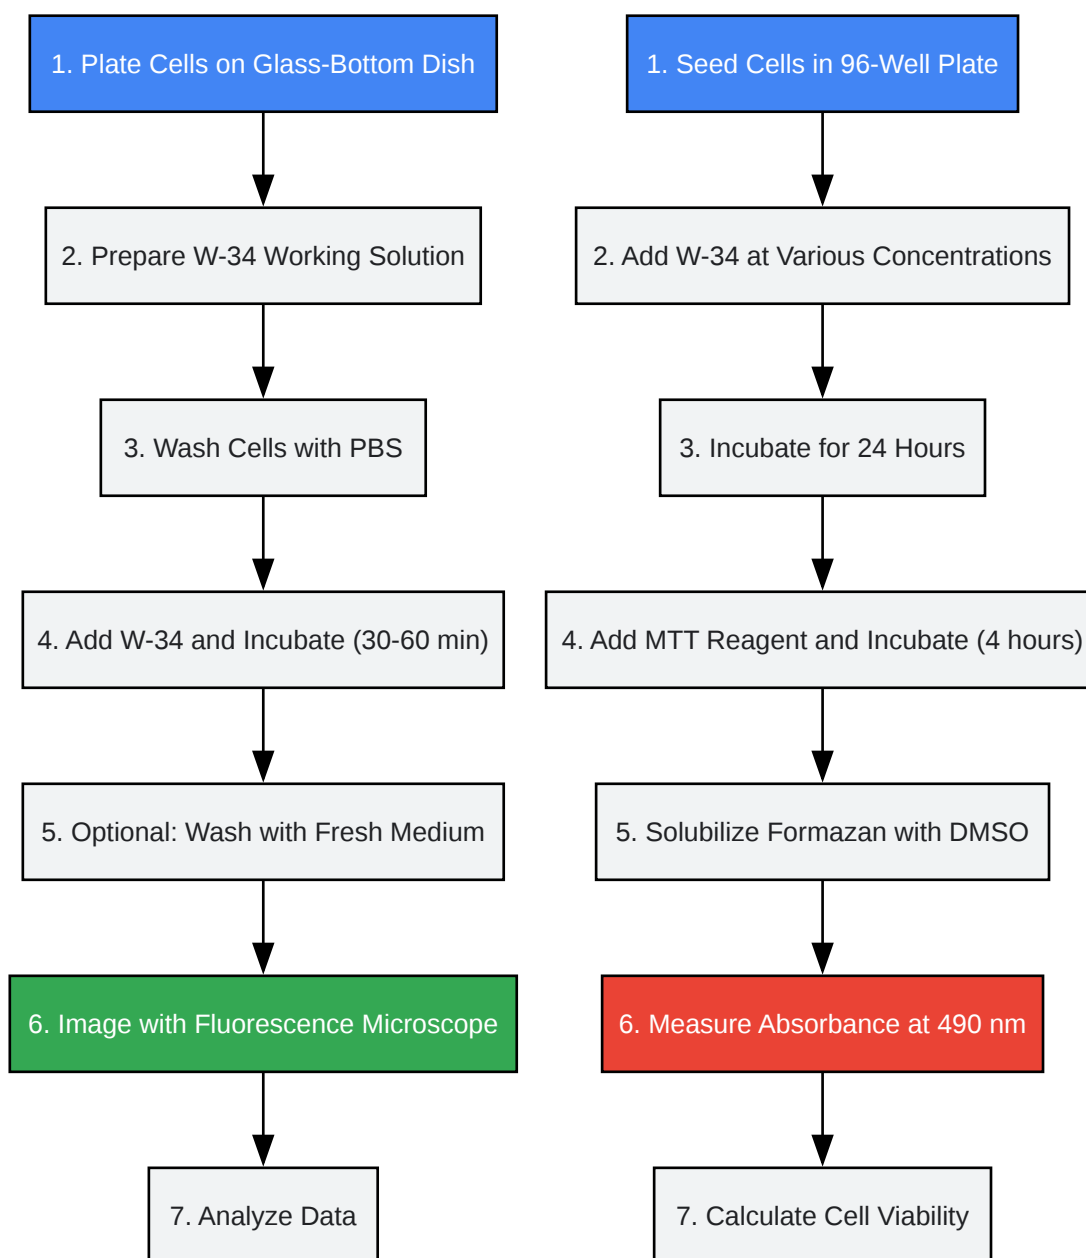 1. Plate Cells on Glass-Bottom Dish
2. Prepare W-34 Working Solution
3. Wash Cells with PBS
4. Add W-34 and Incubate (30-60 min)
5. Optional: Wash with Fresh Medium
6. Image with Fluorescence Microscope
7. Analyze Data
1. Seed Cells in 96-Well Plate
2. Add W-34 at Various Concentrations
3. Incubate for 24 Hours
4. Add MTT Reagent and Incubate (4 hours)
5. Solubilize Formazan with DMSO
6. Measure Absorbance at 490 nm
7. Calculate Cell Viability